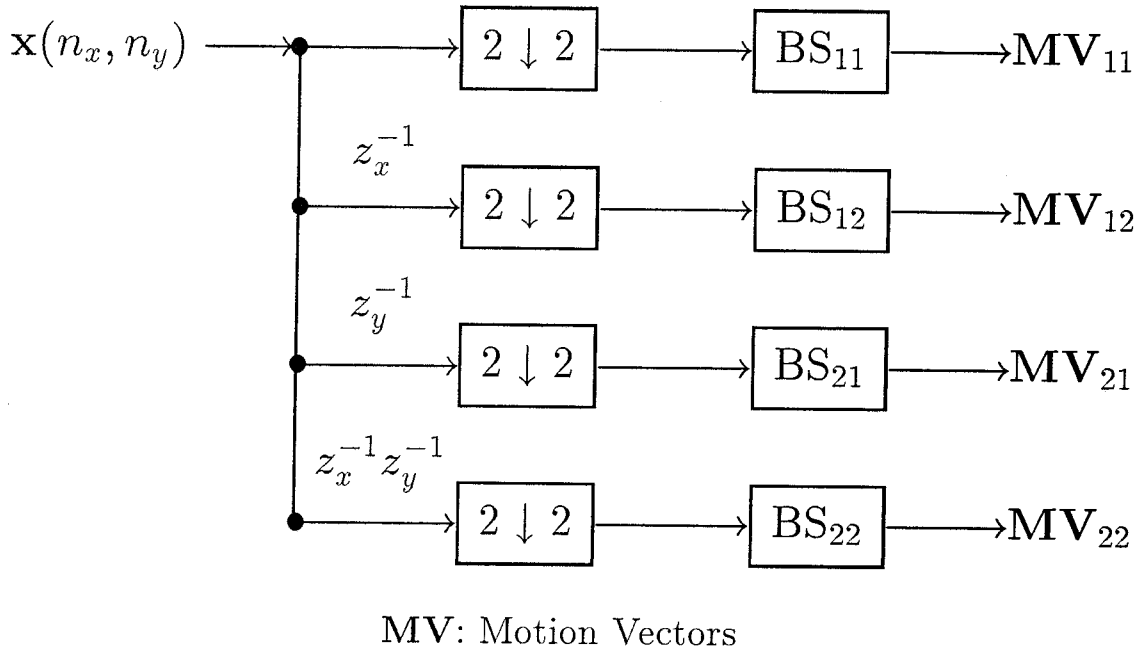 x(n_x, n_y) 2 ↓ 2 BS_11 MV_11
z_x^{-1}
2 ↓ 2 BS_12 MV_12
z_y^{-1}
2 ↓ 2 BS_21 MV_21
z_x^{-1} z_y^{-1}
2 ↓ 2 BS_22 MV_22
MV: Motion Vectors